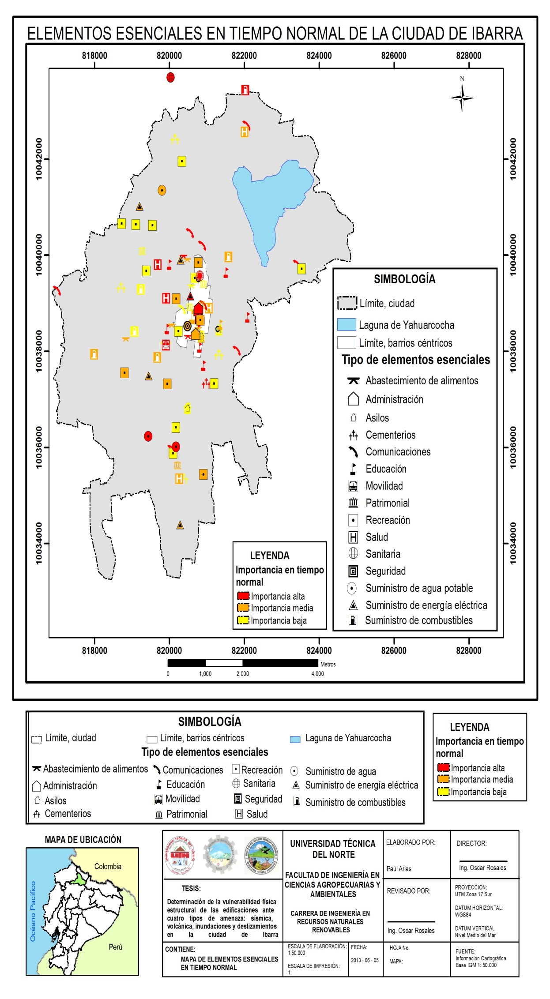 ELEMENTOS ESENCIALES EN TIEMPO NORMAL DE LA CIUDAD DE IBARRA
818000 820000 822000 824000 826000 828000
N
10042000 10042000
10040000 10040000
10038000 10038000
10036000 10036000
10034000 10034000
SIMBOLOGÍA
Límite, ciudad
Laguna de Yahuarcocha
Límite, barrios céntricos
Tipo de elementos esenciales
Abastecimiento de alimentos
Administración
Asilos
Cementerios
Comunicaciones
Educación
Movilidad
Patrimonial
Recreación
Salud
Sanitaria
Seguridad
Suministro de agua potable
Suministro de energía eléctrica
Suministro de combustibles
LEYENDA
Importancia en tiempo
normal
Importancia alta
Importancia media
Importancia baja
818000 820000 822000 824000 826000 828000
Metros
0 1,000 2,000 4,000
SIMBOLOGÍA
Límite, ciudad Límite, barrios céntricos Laguna de Yahuarcocha
Tipo de elementos esenciales
Abastecimiento de alimentos Comunicaciones Recreación Suministro de agua
Administración Educación Sanitaria Suministro de energía eléctrica
Asilos Movilidad Seguridad Suministro de combustibles
Cementerios Patrimonial Salud
LEYENDA
Importancia en tiempo
normal
Importancia alta
Importancia media
Importancia baja
MAPA DE UBICACIÓN
Colombia
Océano Pacífico
Perú
UNIVERSIDAD TECNICA DEL NORTE
UTN
IBARRA - ECUADOR
TESIS:
Determinación de la vulnerabilidad física
estructural de las edificaciones ante
cuatro tipos de amenaza: sísmica,
volcánica, inundaciones y deslizamientos
en la ciudad de Ibarra
CONTIENE:
MAPA DE ELEMENTOS ESENCIALES
EN TIEMPO NORMAL
UNIVERSIDAD TÉCNICA
DEL NORTE
FACULTAD DE INGENIERÍA EN
CIENCIAS AGROPECUARIAS Y
AMBIENTALES
CARRERA DE INGENIERÍA EN
RECURSOS NATURALES
RENOVABLES
ESCALA DE ELABORACIÓN:
1:50.000
ESCALA DE IMPRESIÓN:
1:
FECHA:
2013 - 06 - 05
ELABORADO POR:
Paúl Arias
REVISADO POR:
Ing. Oscar Rosales
HOJA No:
MAPA:
DIRECTOR:
Ing. Oscar Rosales
PROYECCIÓN:
UTM Zona 17 Sur
DATUM HORIZONTAL:
WGS84
DATUM VERTICAL
Nivel Medio del Mar
FUENTE:
Información Cartográfica
Base IGM 1: 50.000